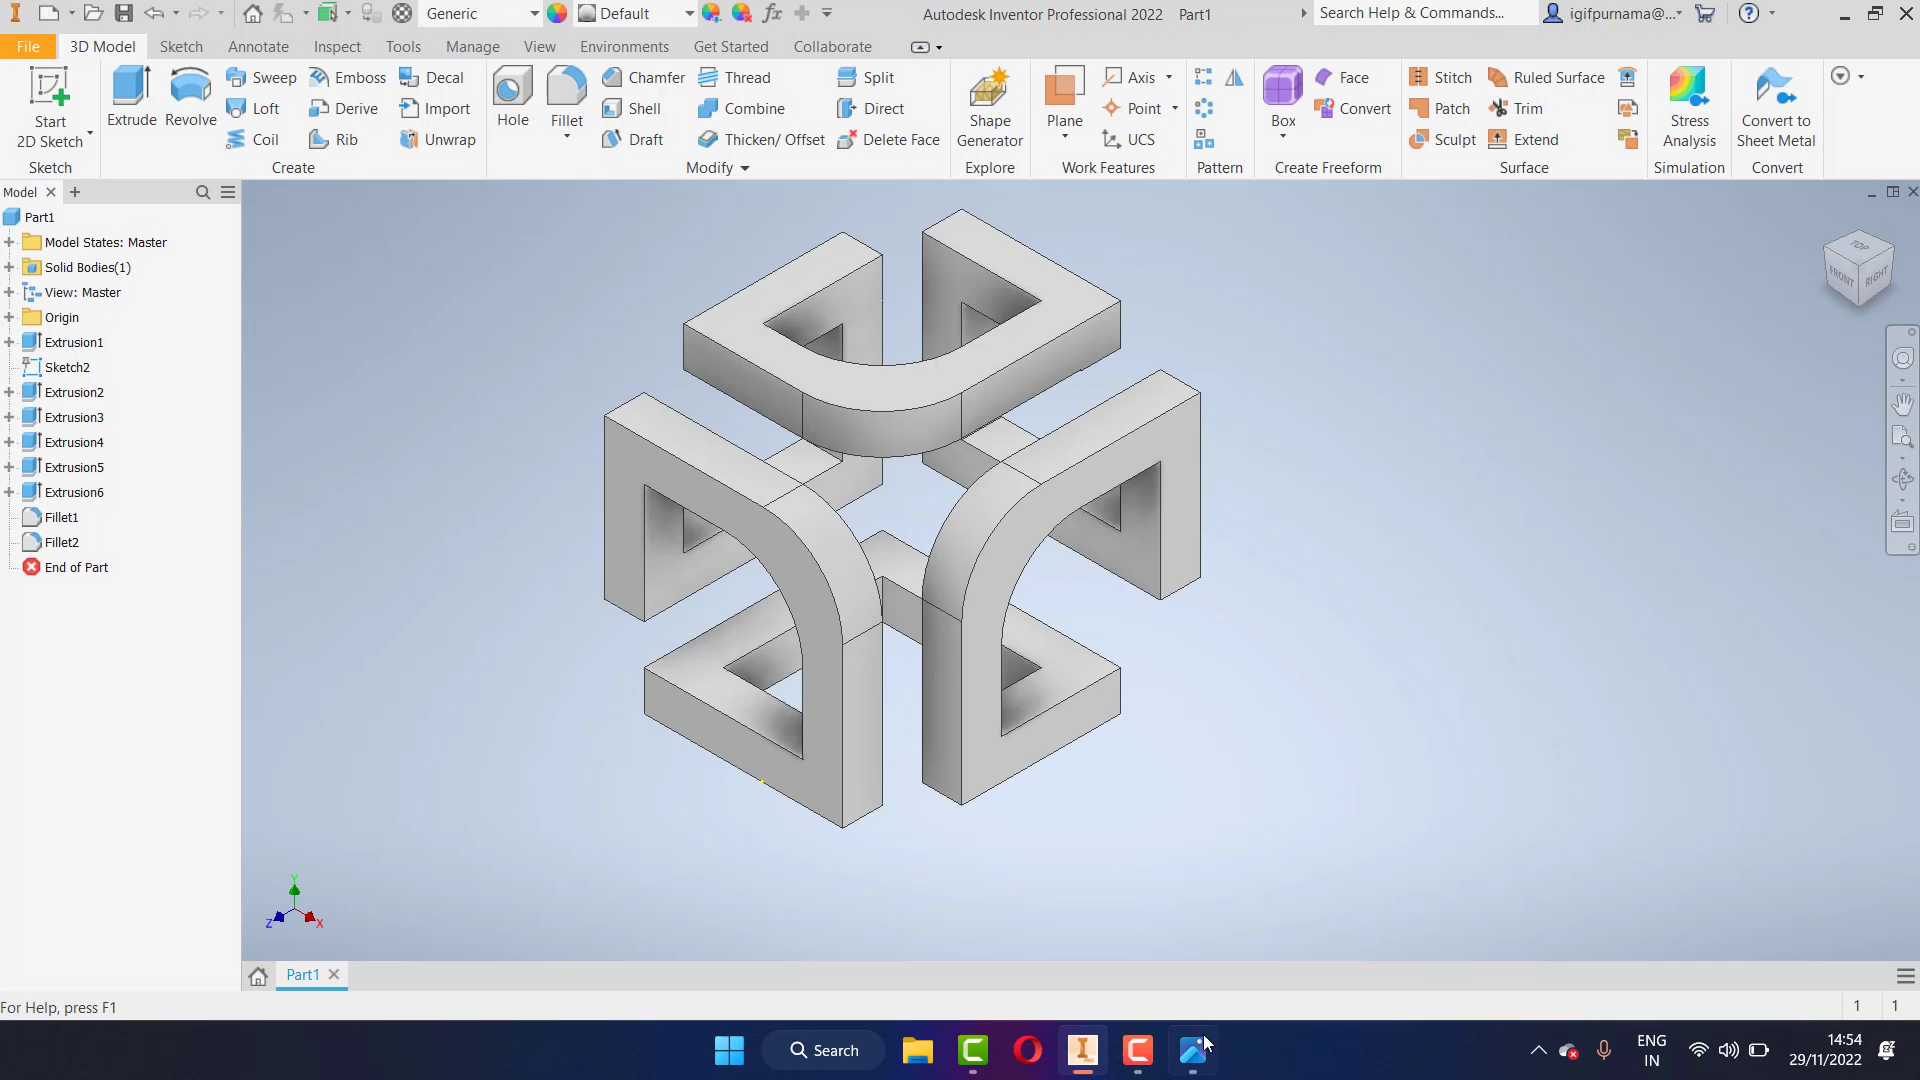 Generic
Default
Autodesk Inventor Professional 2022 Part1
Search Help & Commands...
igifpurnama@...
File 3D Model Sketch Annotate Inspect Tools Manage View Environments Get Started Collaborate
Start
2D Sketch
Sketch
Extrude Revolve
Sweep Emboss Decal
Loft Derive Import
Coil Rib Unwrap
Create
Hole Fillet
Chamfer Thread Split
Shell Combine Direct
Draft Thicken/ Offset Delete Face
Modify
Shape
Generator
Explore
Plane
Axis
Point
UCS
Work Features
Pattern
Box
Face
Convert
Create Freeform
Stitch Ruled Surface
Patch Trim
Sculpt Extend
Surface
Stress
Analysis
Simulation
Convert to
Sheet Metal
Convert
Model
Part1
Model States: Master
Solid Bodies(1)
View: Master
Origin
Extrusion1
Sketch2
Extrusion2
Extrusion3
Extrusion4
Extrusion5
Extrusion6
Fillet1
Fillet2
End of Part
TOP
FRONT
RIGHT
Y
Z
X
Part1
For Help, press F1
1 1
Search
ENG
IN
14:54
29/11/2022